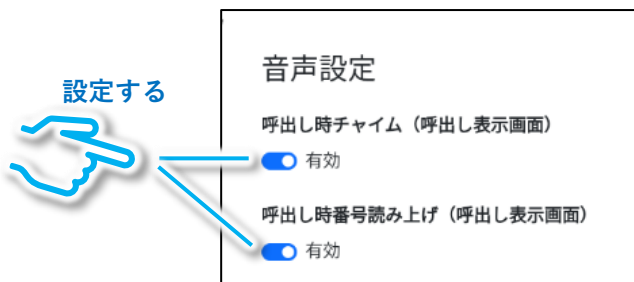 設定する
音声設定
呼出し時チャイム（呼出し表示画面）
有効
呼出し時番号読み上げ（呼出し表示画面）
有効